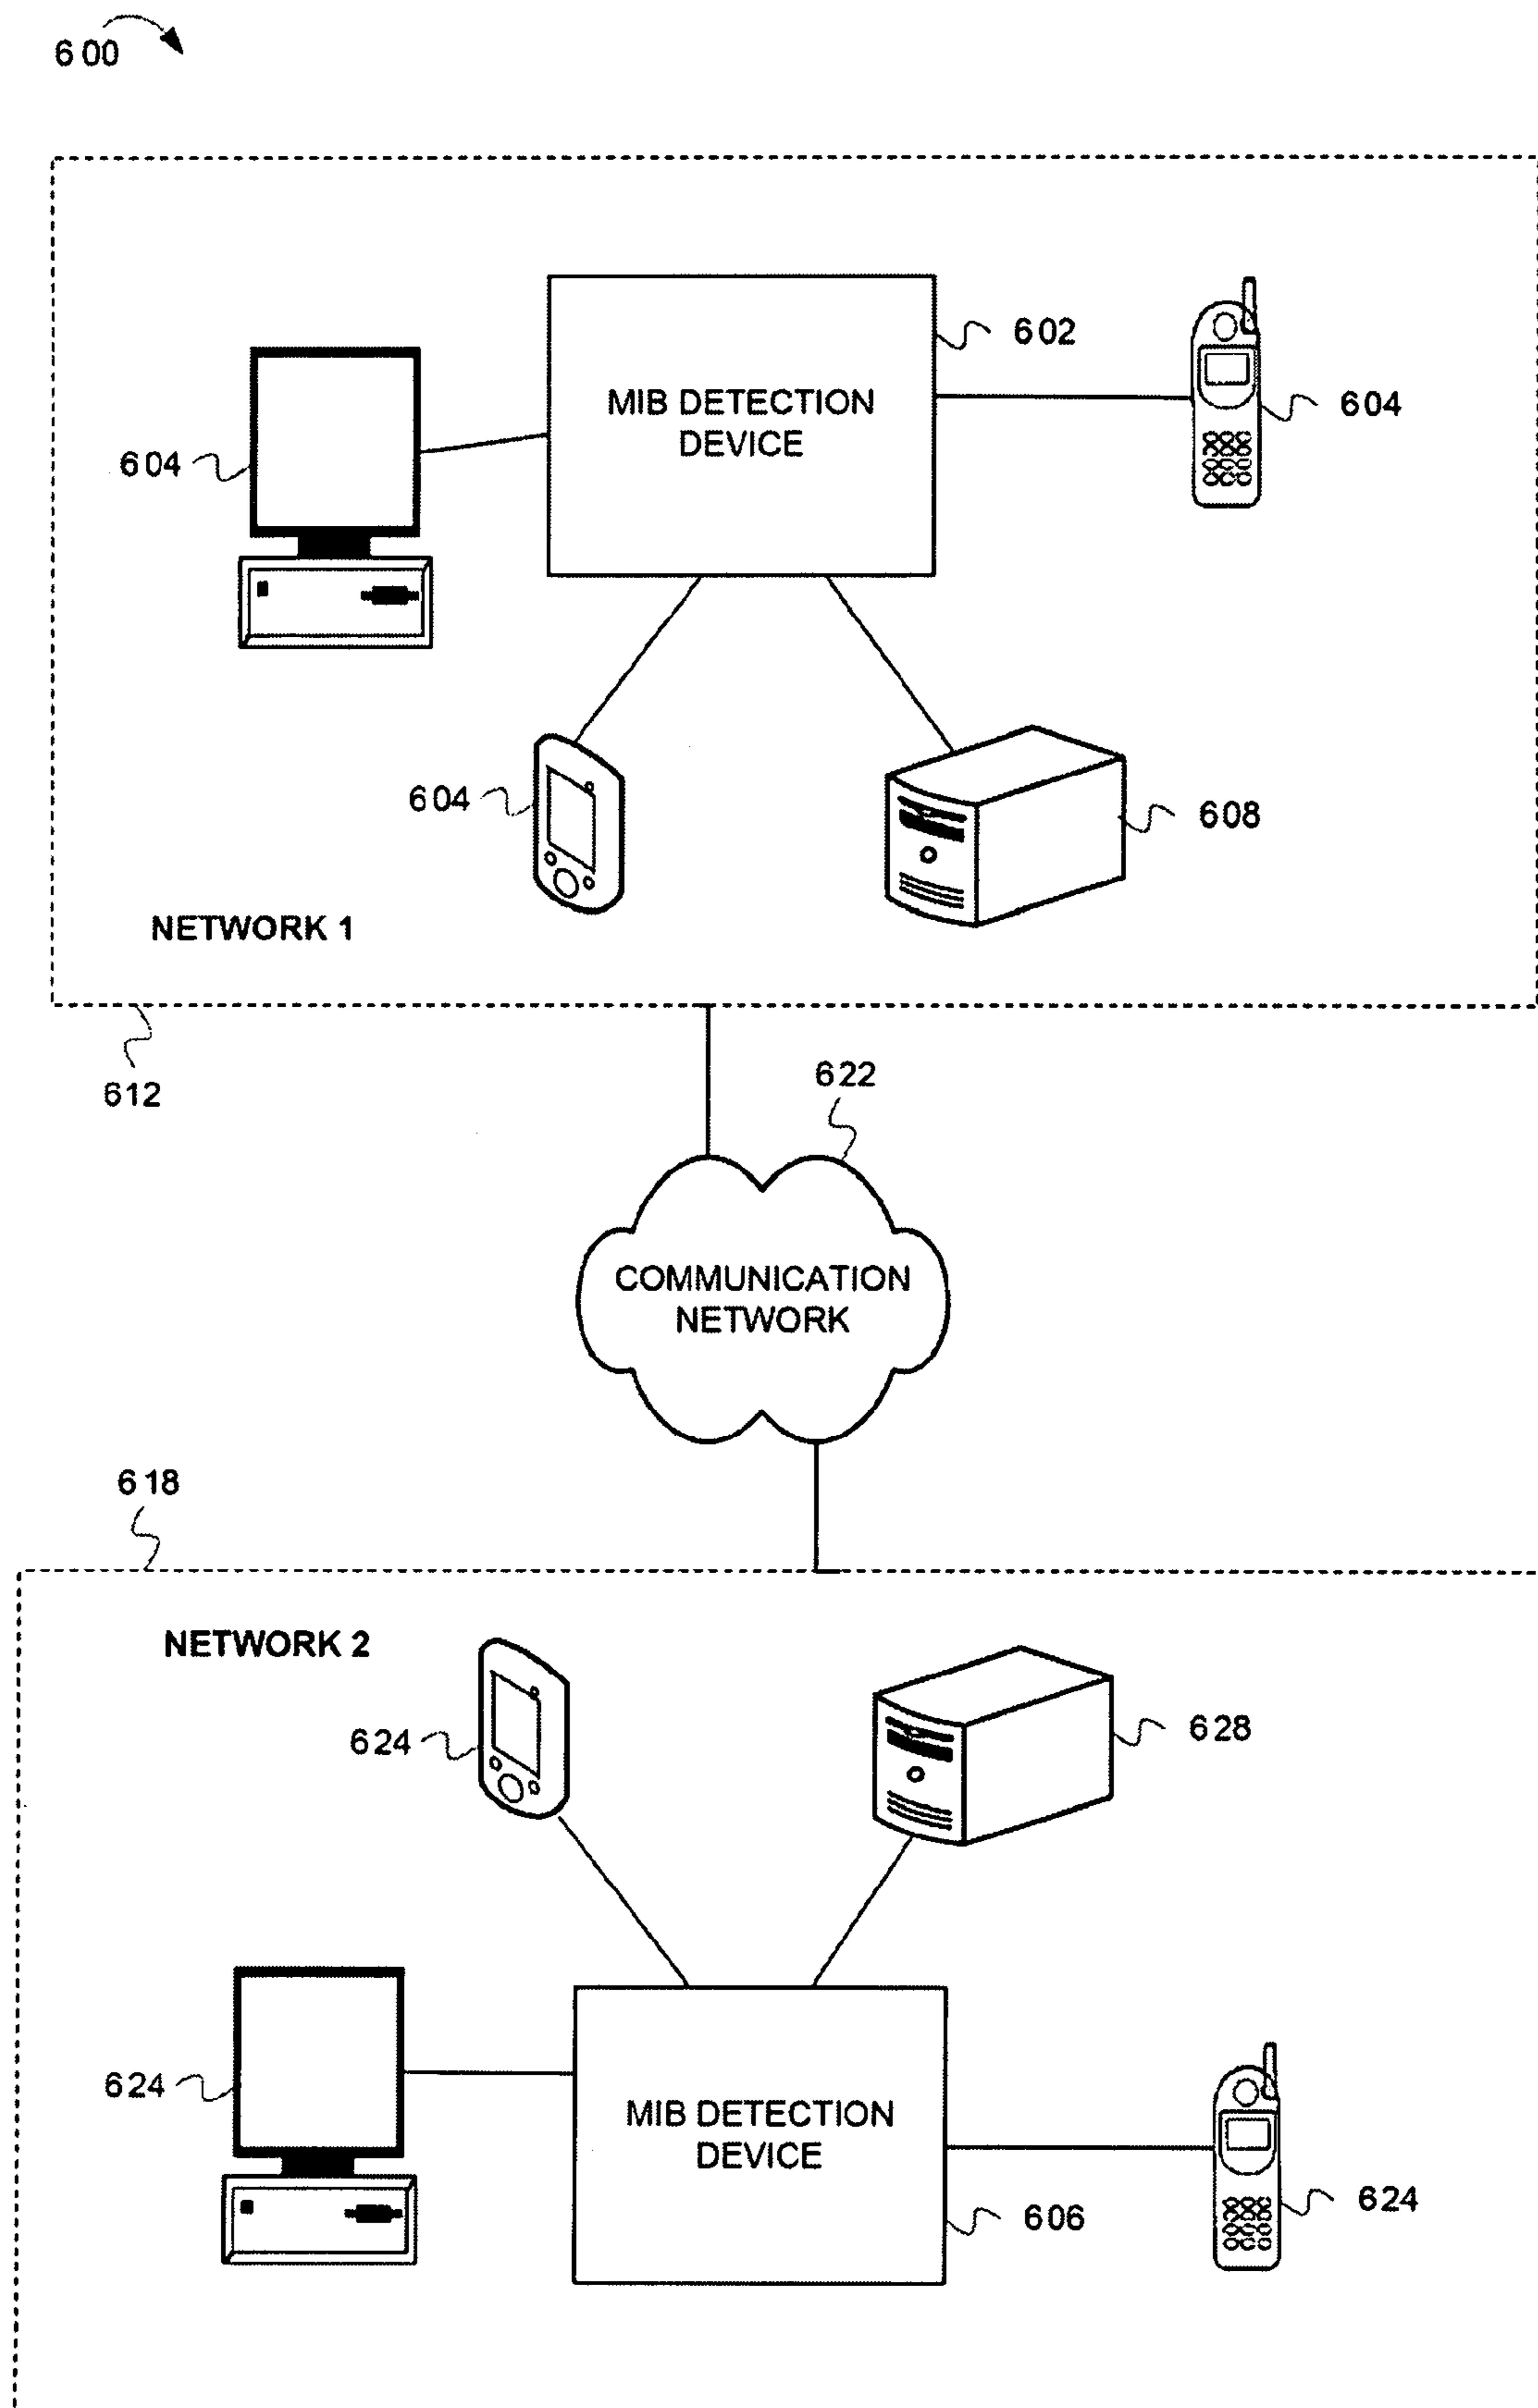 600
602
MIB DETECTION
DEVICE
604
604
604
608
NETWORK 1
612
622
COMMUNICATION
NETWORK
618
NETWORK 2
624
628
624
MIB DETECTION
DEVICE
606
624